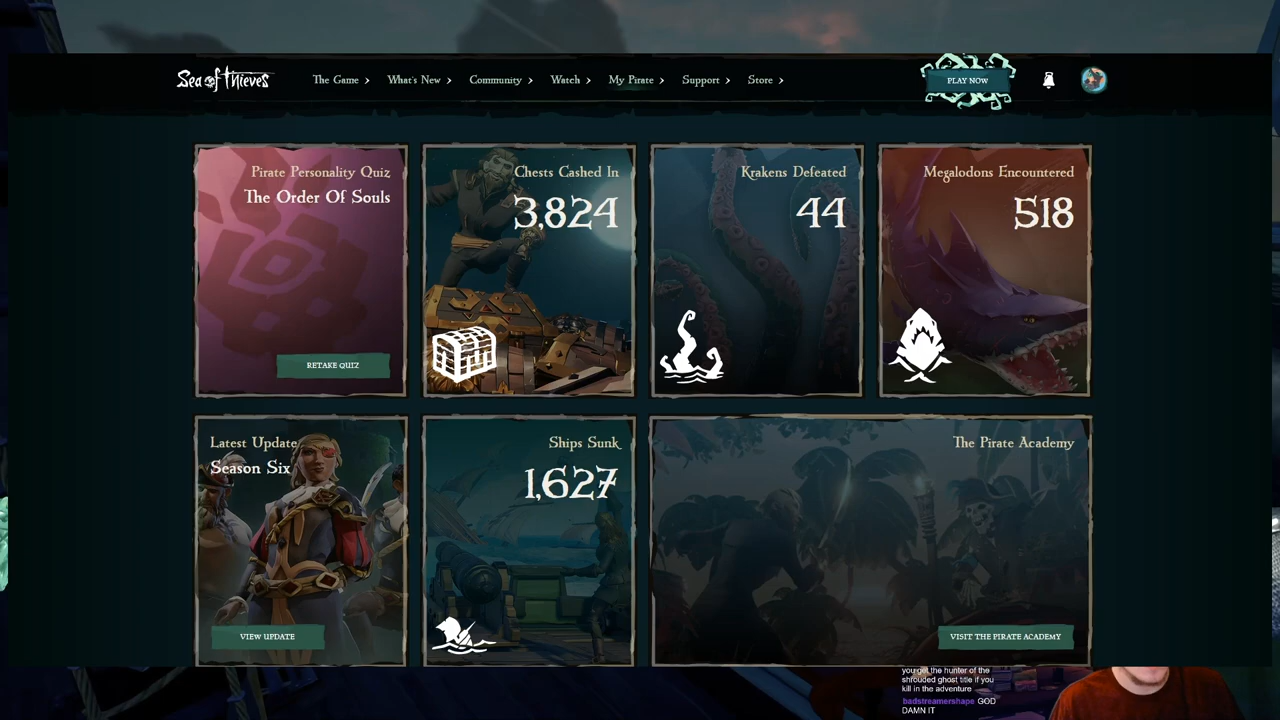 Sea of Thieves
The Game
What's New
Community
Watch
My Pirate
Support
Store
PLAY NOW
Pirate Personality Quiz
The Order Of Souls
RETAKE QUIZ
Chests Cashed In
3,824
Krakens Defeated
44
Megalodons Encountered
518
Latest Update
Season Six
VIEW UPDATE
Ships Sunk
1,627
The Pirate Academy
VISIT THE PIRATE ACADEMY
you get the hunter of the
shrouded ghost title if you
kill in the adventure
badstreamershape GOD
DAMN IT